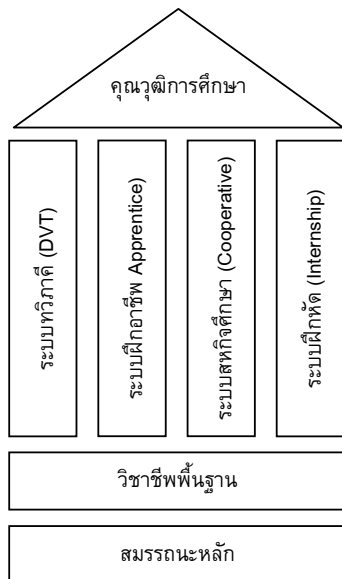 คุณวุฒิการศึกษา
ระบบทวิภาคี (DVT)
ระบบฝึกอาชีพ Apprentice)
ระบบสหกิจศึกษา (Cooperative)
ระบบฝึกหัด (Internship)
วิชาชีพพื้นฐาน
สมรรถนะหลัก